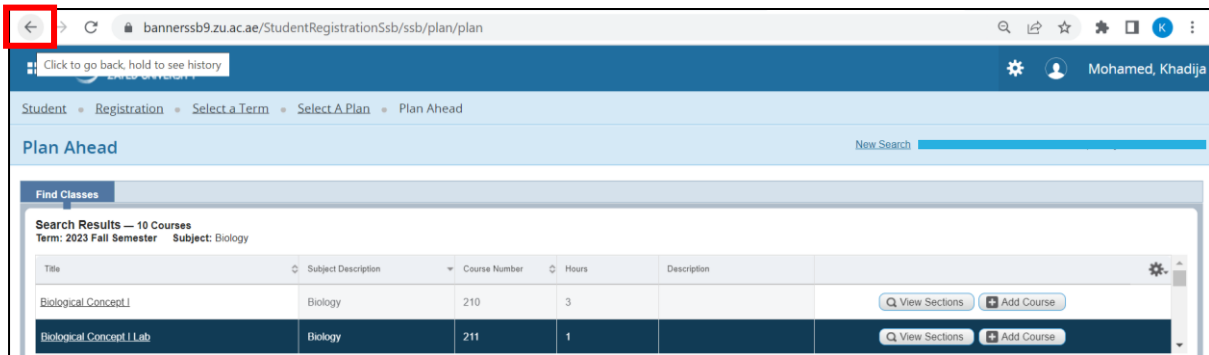 bannerssb9.zu.ac.ae/StudentRegistrationSsb/ssb/plan/plan
K
Click to go back, hold to see history
Mohamed, Khadija
Student Registration Select a Term Select A Plan Plan Ahead
Plan Ahead New Search
Find Classes
Search Results — 10 Courses
Term: 2023 Fall Semester Subject: Biology
Title Subject Description Course Number Hours Description
Biological Concept I Biology 210 3 View Sections Add Course
Biological Concept I Lab Biology 211 1 View Sections Add Course